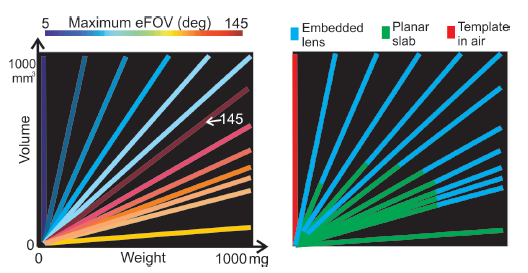 Maximum eFOV (deg)
5
145
Embedded lens
Planar slab
Template in air
1000
mm³
Volume
145
0
0
Weight
1000 mg